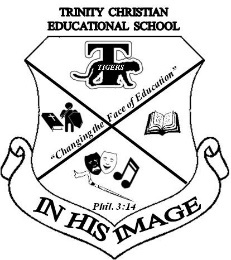 TRINITY CHRISTIAN
EDUCATIONAL SCHOOL
T
TIGERS
"Changing the Face of Education"
Phil. 3:14
IN HIS IMAGE